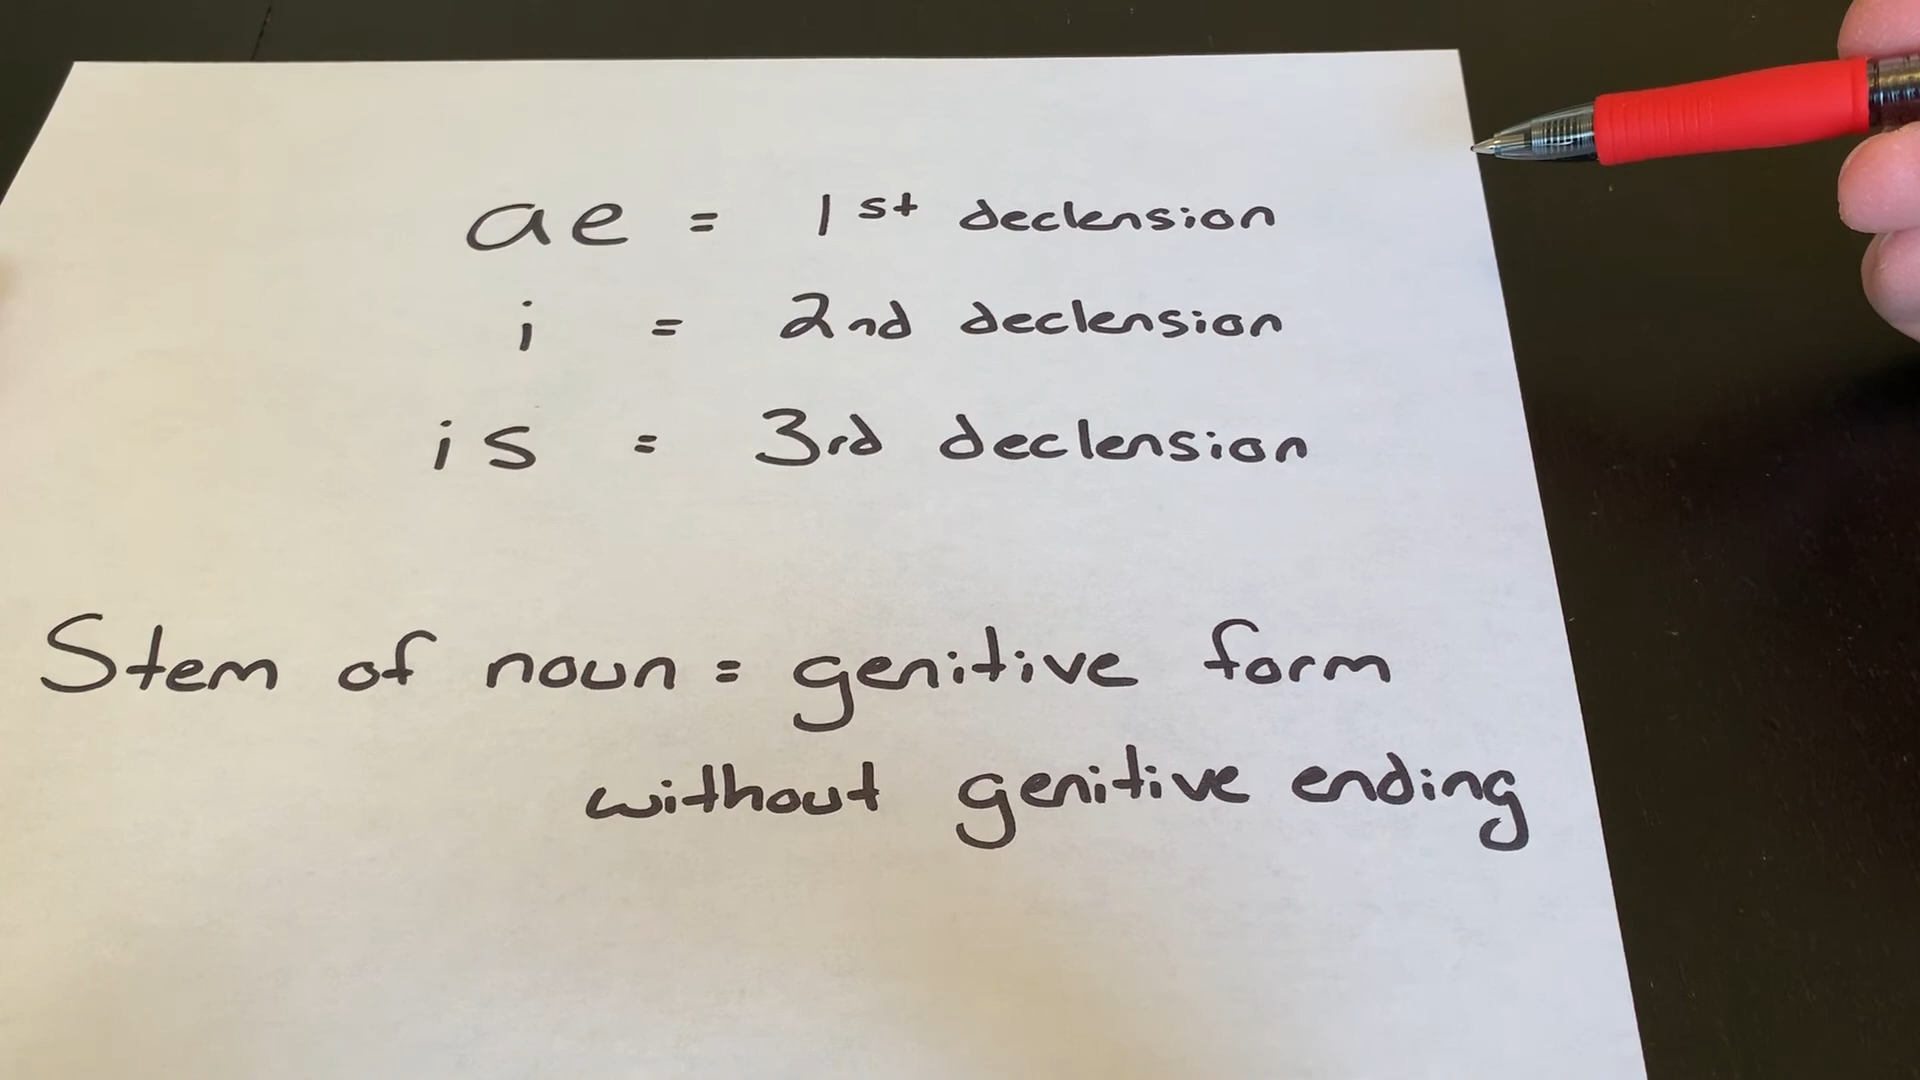 ae = 1st declension
i = 2nd declension
is = 3rd declension
Stem of noun = genitive form
without genitive ending